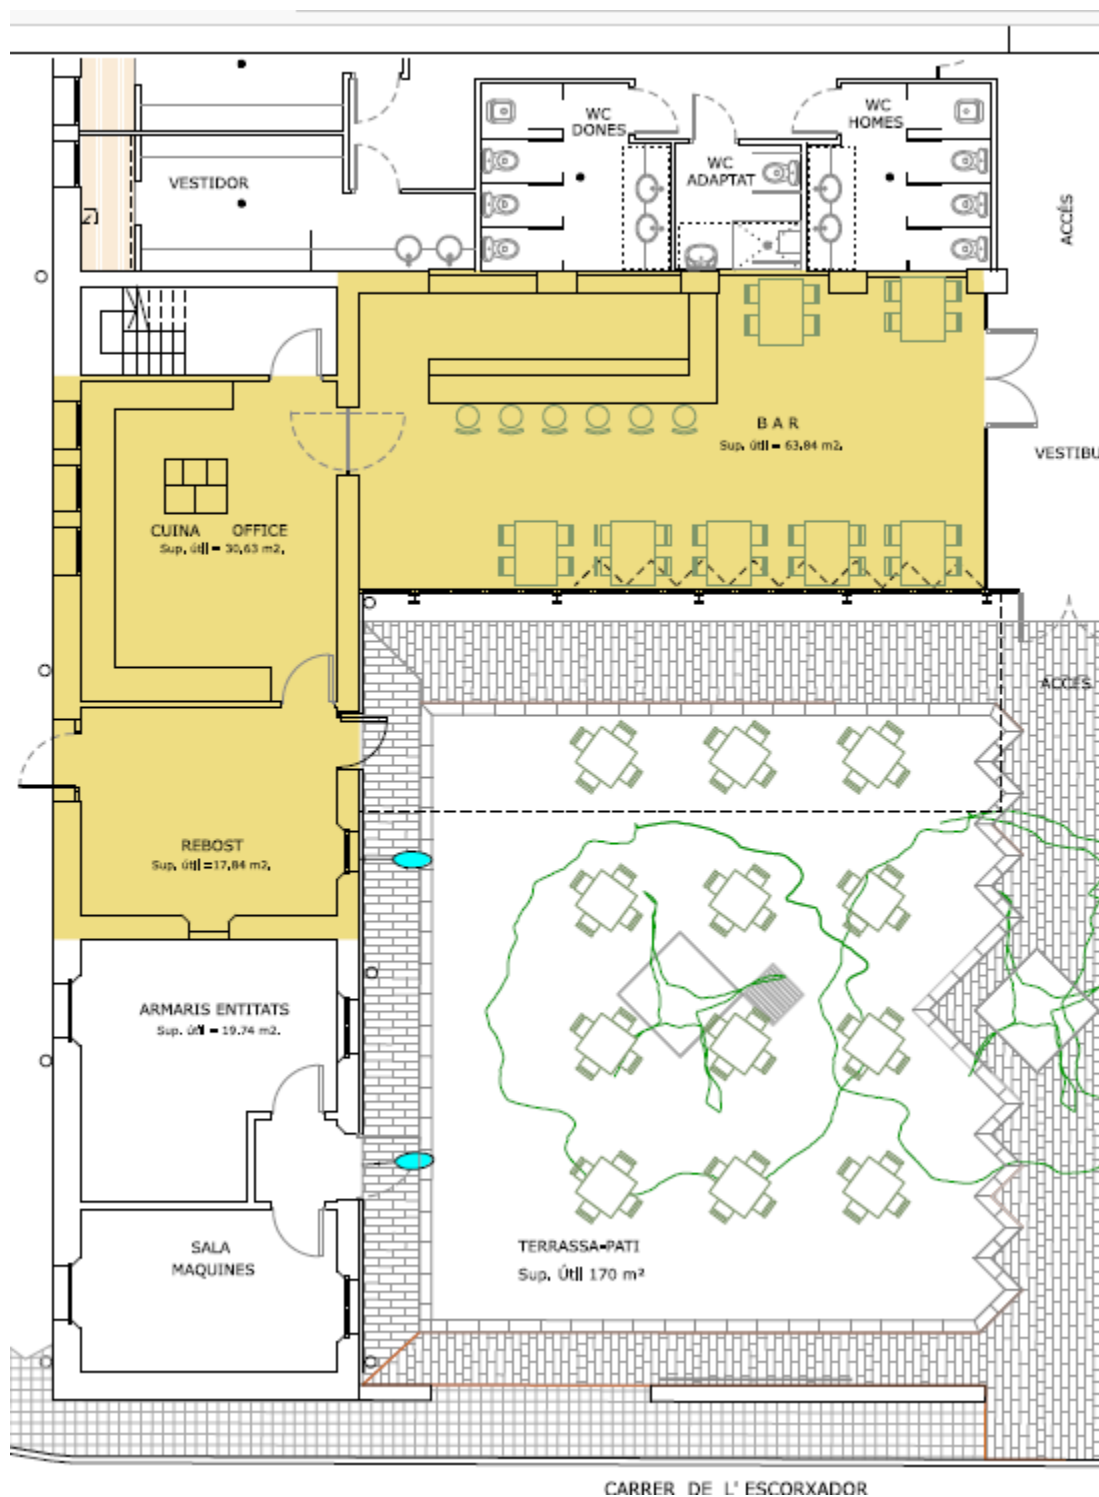 WC
DONES
WC
HOMES
WC
ADAPTAT
VESTIDOR
ACCÉS
BAR
Sup. útil = 63,84 m2.
VESTIBU
CUINA OFFICE
Sup. útil = 30,63 m2.
ACCÉS
REBOST
Sup. útil =17,84 m2.
ARMARIS ENTITATS
Sup. útil = 19.74 m2.
SALA
MAQUINES
TERRASSA-PATI
Sup. Útil 170 m²
CARRER DE L' ESCORXADOR